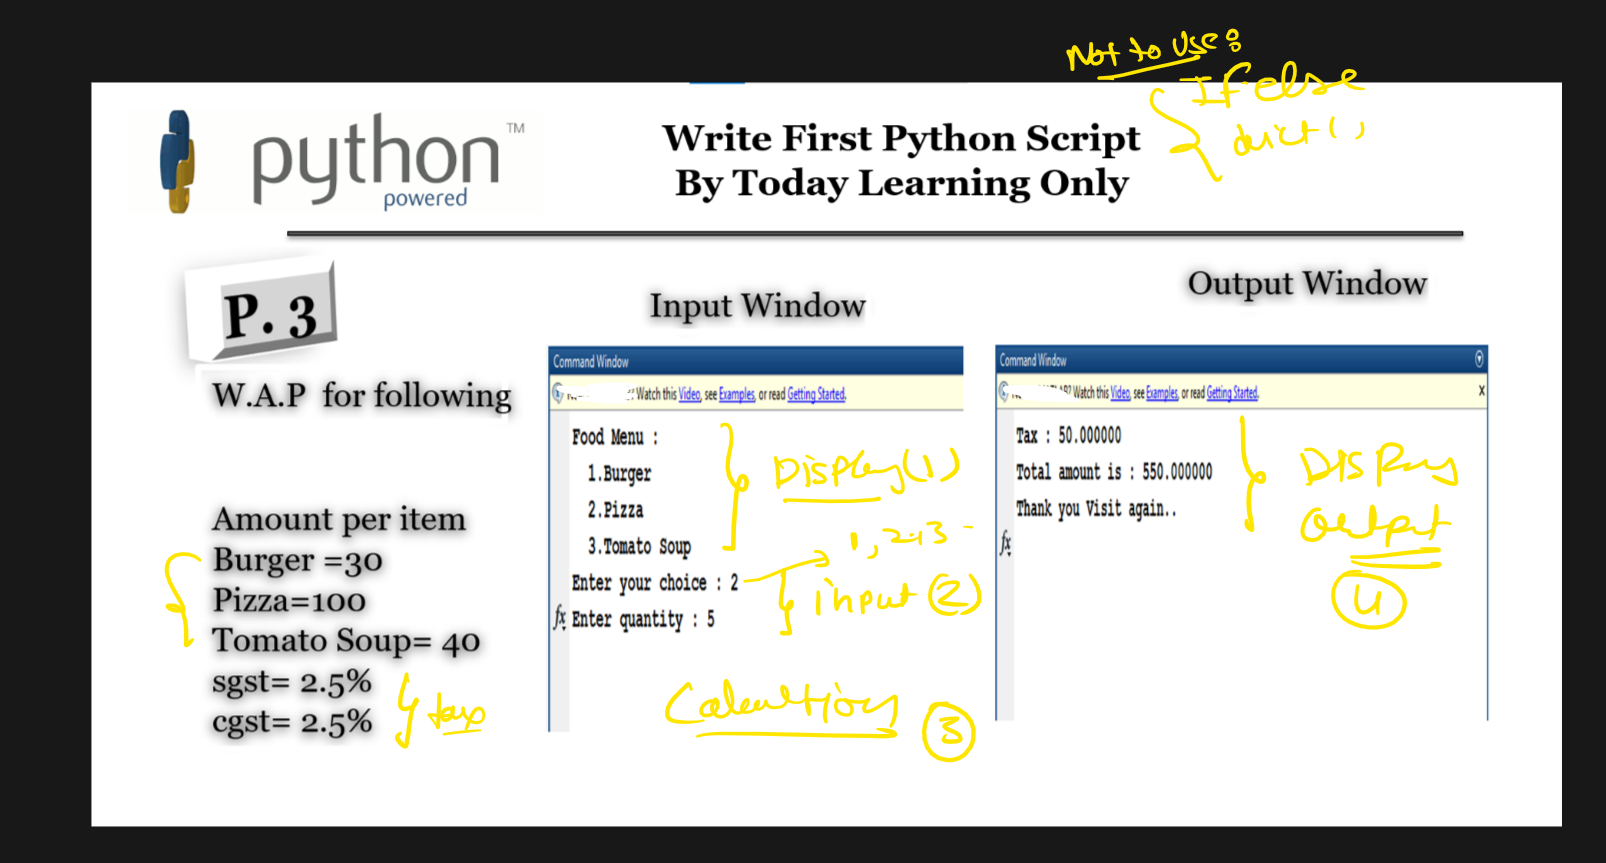 Not to Use:
If else
dict()
python TM
powered
Write First Python Script
By Today Learning Only
P. 3
Input Window
Output Window
W.A.P for following
Amount per item
Burger =30
Pizza=100
Tomato Soup= 40
sgst= 2.5%
cgst= 2.5%
tax
Command Window
? Watch this Video, see Examples, or read Getting Started.
Food Menu :
1.Burger
2.Pizza
3.Tomato Soup
Enter your choice : 2
fx Enter quantity : 5
Display (1)
1, 2, 3
input (2)
Calcultion
3
Command Window
? Watch this Video, see Examples, or read Getting Started. X
Tax : 50.000000
Total amount is : 550.000000
Thank you Visit again..
fx
Display
Output
4